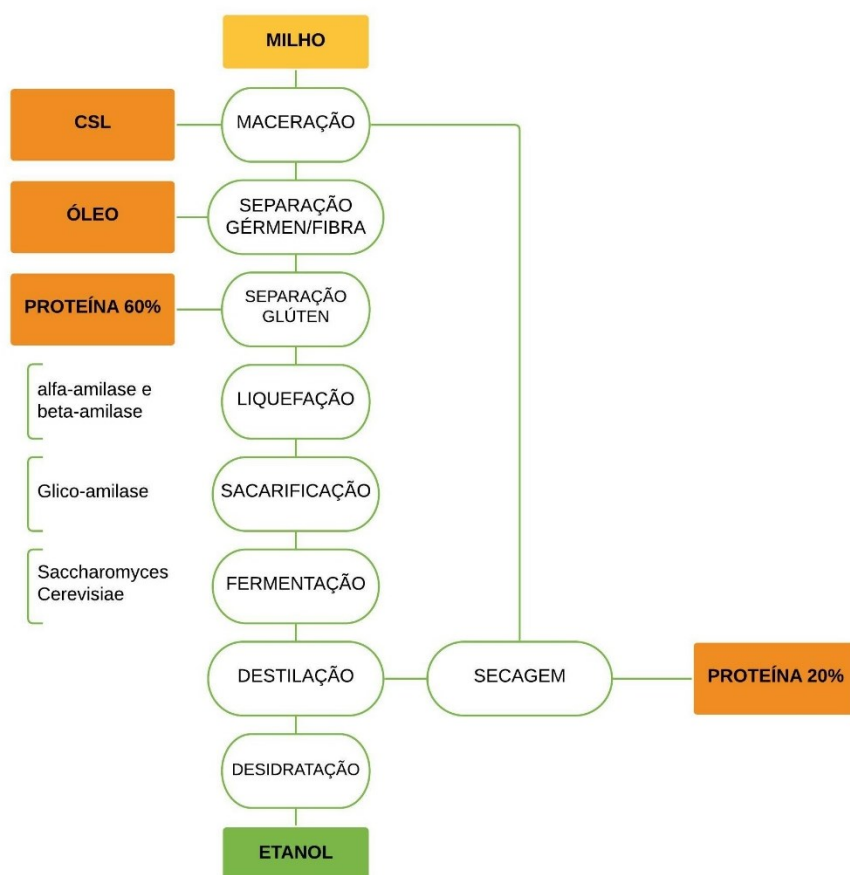 MILHO
CSL
MACERAÇÃO
ÓLEO
SEPARAÇÃO
GÉRMEN/FIBRA
PROTEÍNA 60%
SEPARAÇÃO
GLÚTEN
alfa-amilase e
beta-amilase
LIQUEFAÇÃO
Glico-amilase
SACARIFICAÇÃO
Saccharomyces
Cerevisiae
FERMENTAÇÃO
DESTILAÇÃO
SECAGEM
PROTEÍNA 20%
DESIDRATAÇÃO
ETANOL